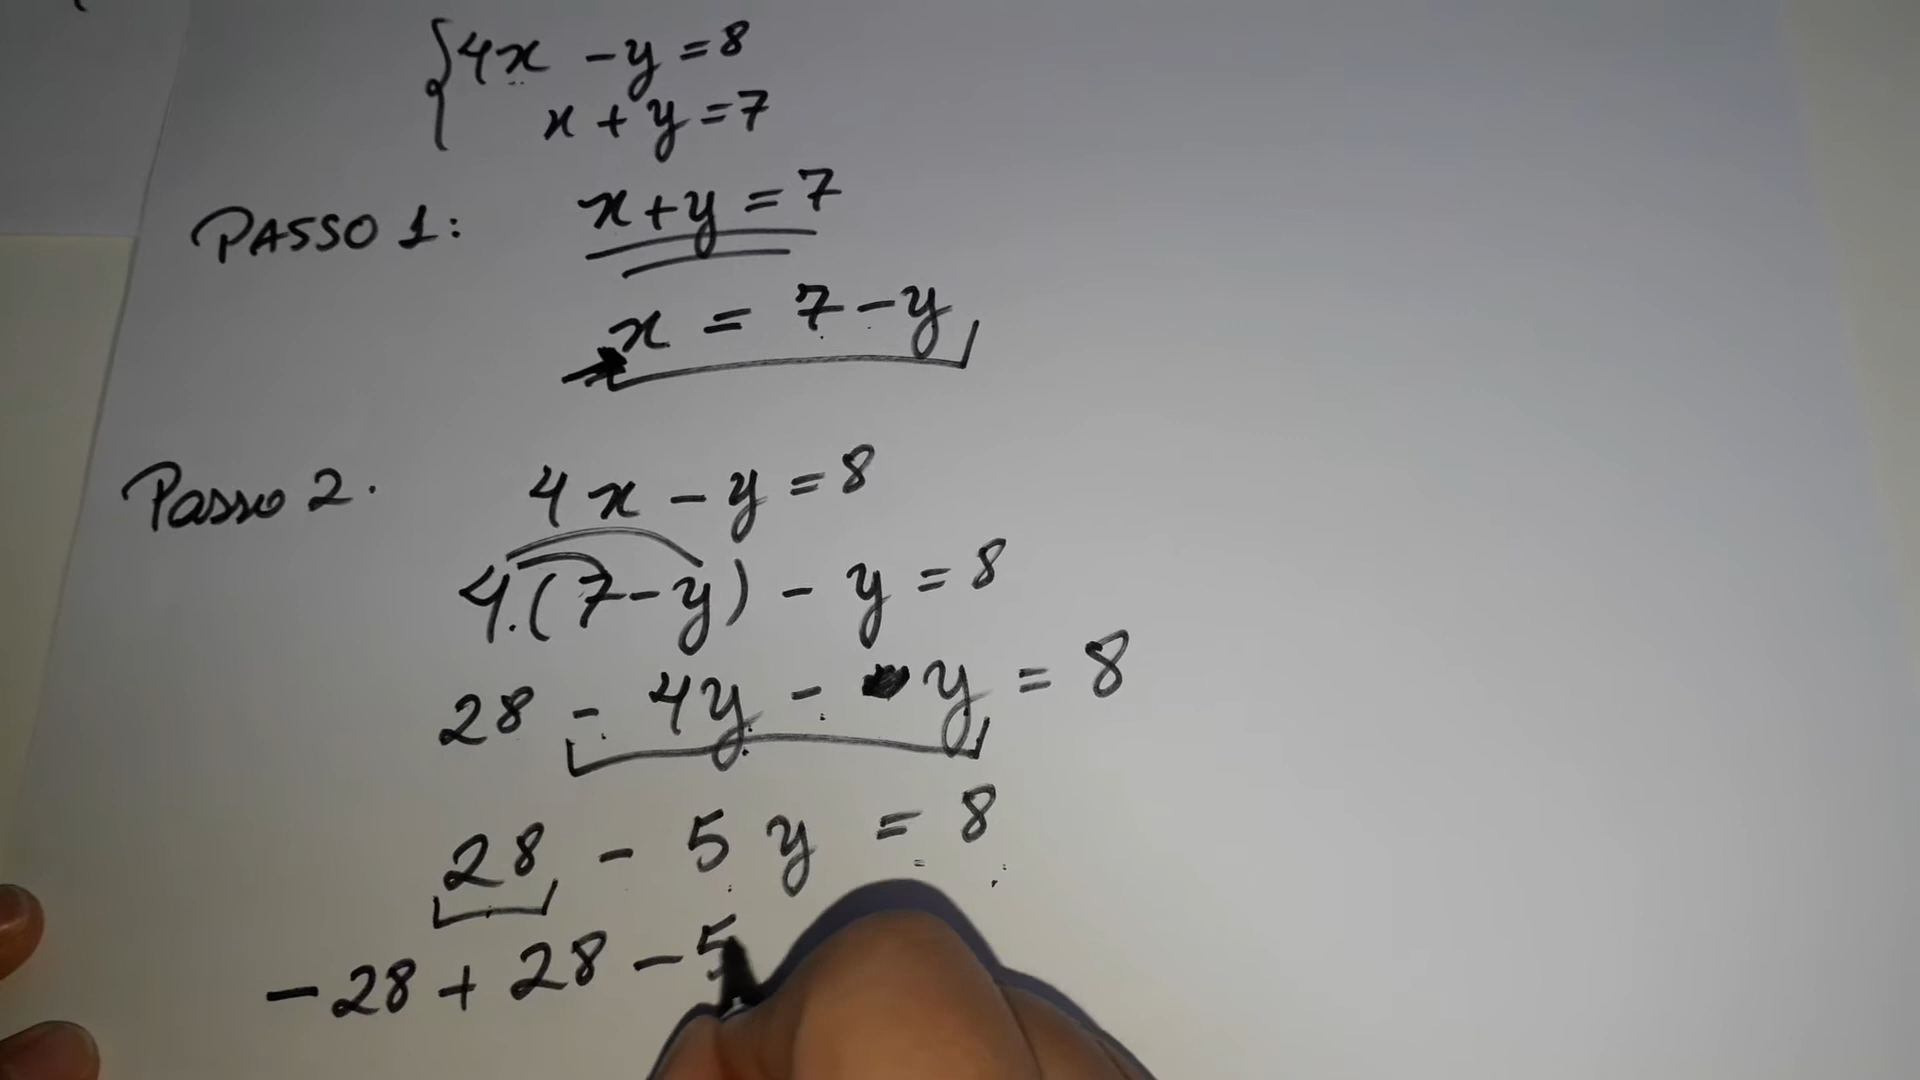 {4x - y = 8
x + y = 7
PASSO 1: x + y = 7
x = 7 - y
Passo 2. 4x - y = 8
4.(7 - y) - y = 8
28 - 4y - y = 8
28 - 5y = 8
-28 + 28 - 5